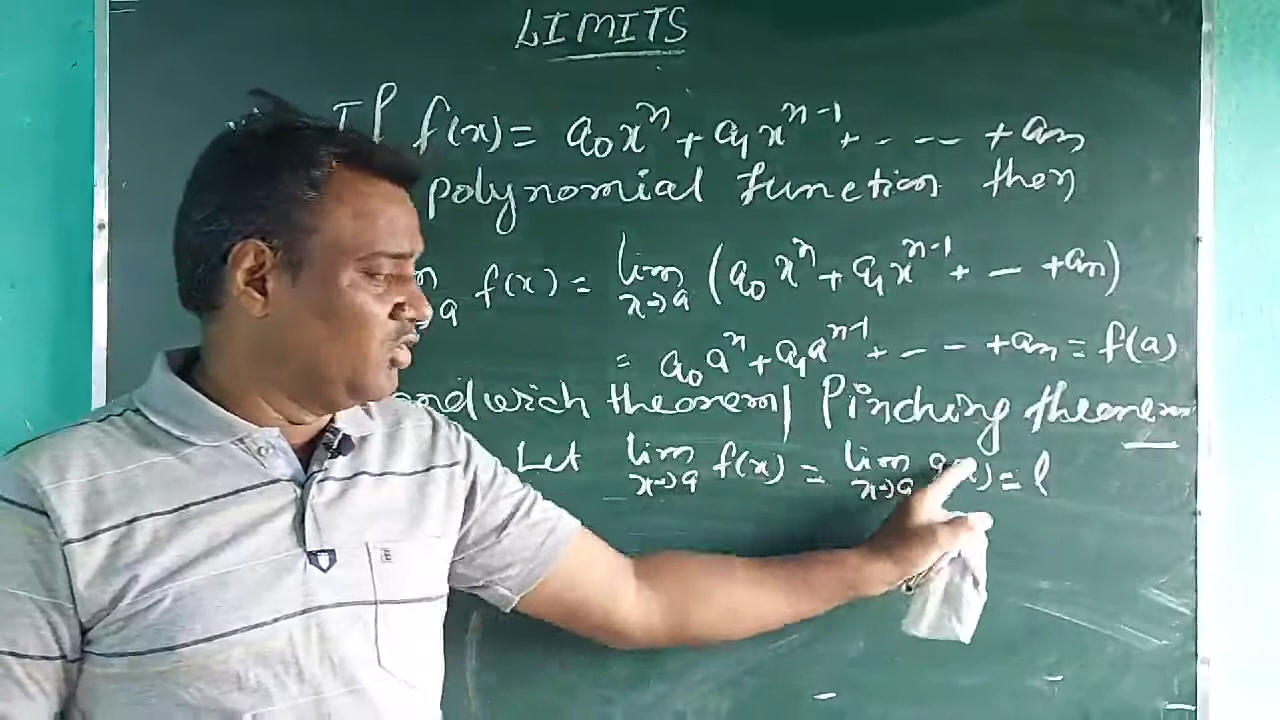 LIMITS
If f(x) = a₀xⁿ + a₁xⁿ⁻¹ + - - - + aₙ
polynomial function then
f(x) = lim x→a (a₀xⁿ + a₁xⁿ⁻¹ + - - + aₙ)
= a₀aⁿ + a₁aⁿ⁻¹ + - - - + aₙ = f(a)
theorem | Pinching theorem
Let lim x→a f(x) = lim x→a = l